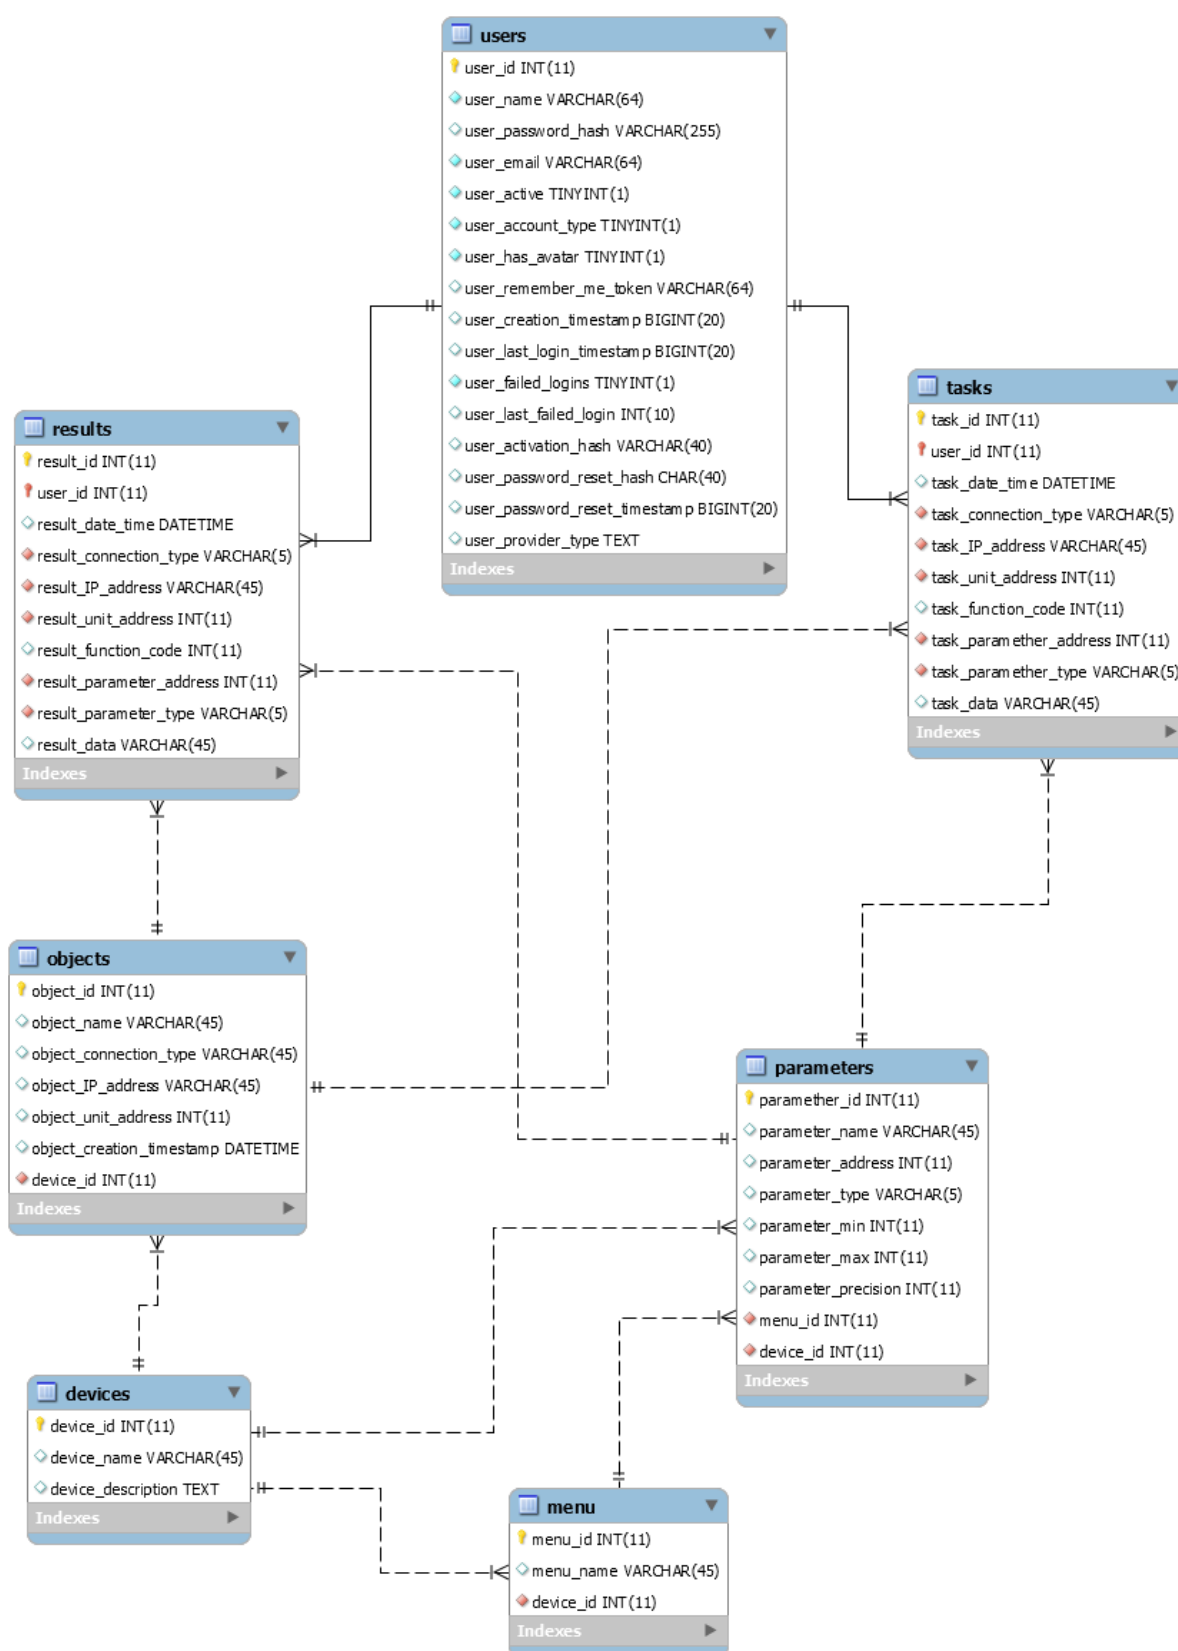 users
user_id INT(11)
user_name VARCHAR(64)
user_password_hash VARCHAR(255)
user_email VARCHAR(64)
user_active TINYINT(1)
user_account_type TINYINT(1)
user_has_avatar TINYINT(1)
user_remember_me_token VARCHAR(64)
user_creation_timestamp BIGINT(20)
user_last_login_timestamp BIGINT(20)
user_failed_logins TINYINT(1)
user_last_failed_login INT(10)
user_activation_hash VARCHAR(40)
user_password_reset_hash CHAR(40)
user_password_reset_timestamp BIGINT(20)
user_provider_type TEXT
Indexes
tasks
task_id INT(11)
user_id INT(11)
task_date_time DATETIME
task_connection_type VARCHAR(5)
task_IP_address VARCHAR(45)
task_unit_address INT(11)
task_function_code INT(11)
task_paramether_address INT(11)
task_paramether_type VARCHAR(5)
task_data VARCHAR(45)
Indexes
results
result_id INT(11)
user_id INT(11)
result_date_time DATETIME
result_connection_type VARCHAR(5)
result_IP_address VARCHAR(45)
result_unit_address INT(11)
result_function_code INT(11)
result_parameter_address INT(11)
result_parameter_type VARCHAR(5)
result_data VARCHAR(45)
Indexes
objects
object_id INT(11)
object_name VARCHAR(45)
object_connection_type VARCHAR(45)
object_IP_address VARCHAR(45)
object_unit_address INT(11)
object_creation_timestamp DATETIME
device_id INT(11)
Indexes
parameters
paramether_id INT(11)
parameter_name VARCHAR(45)
parameter_address INT(11)
parameter_type VARCHAR(5)
parameter_min INT(11)
parameter_max INT(11)
parameter_precision INT(11)
menu_id INT(11)
device_id INT(11)
Indexes
devices
device_id INT(11)
device_name VARCHAR(45)
device_description TEXT
Indexes
menu
menu_id INT(11)
menu_name VARCHAR(45)
device_id INT(11)
Indexes